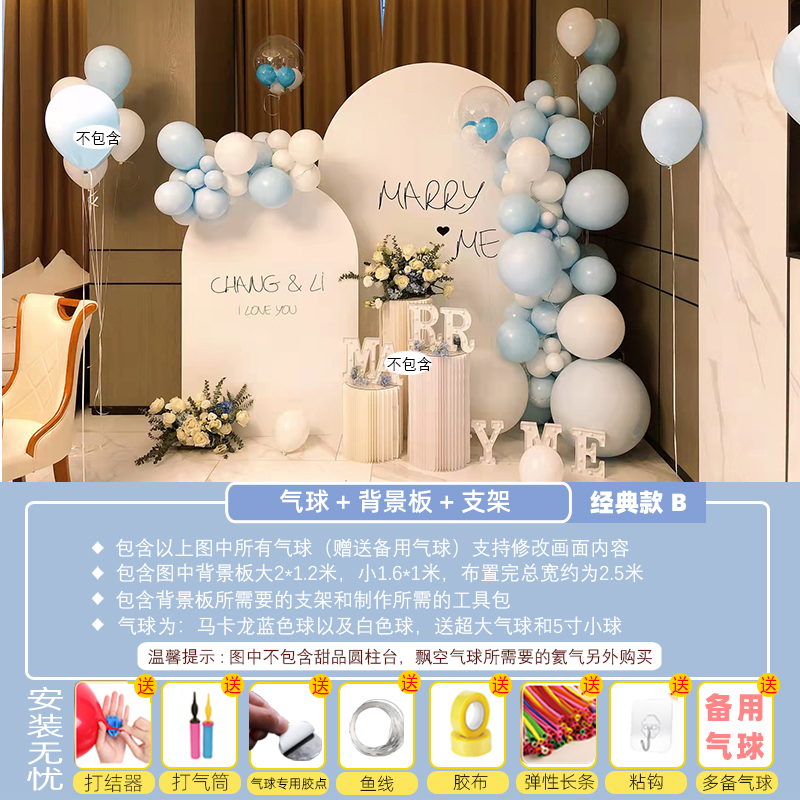 不包含
MARRY
ME
CHANG & LI
I LOVE YOU
MA
RR
不包含
Y ME
气球 + 背景板 + 支架
经典款 B
包含以上图中所有气球（赠送备用气球）支持修改画面内容
包含图中背景板大2*1.2米，小1.6*1米，布置完总宽约为2.5米
包含背景板所需要的支架和制作所需的工具包
气球为：马卡龙蓝色球以及白色球，送超大气球和5寸小球
温馨提示：图中不包含甜品圆柱台，飘空气球所需要的氦气另外购买
安装无忧
送
送
送
送
送
送
送
送
备用
气球
打结器
打气筒
气球专用胶点
鱼线
胶布
弹性长条
粘钩
多备气球